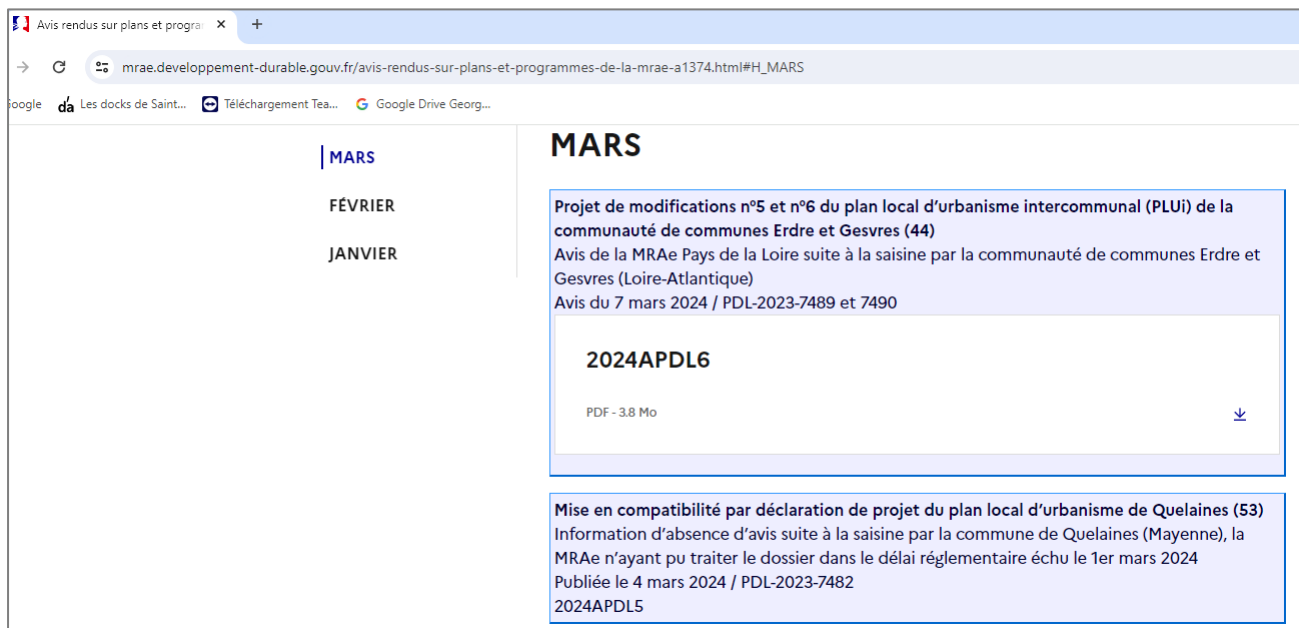 Avis rendus sur plans et progra
mrae.developpement-durable.gouv.fr/avis-rendus-sur-plans-et-programmes-de-la-mrae-a1374.html#H_MARS
oogle da Les docks de Saint... Téléchargement Tea... G Google Drive Georg...
MARS
FÉVRIER
JANVIER
MARS
Projet de modifications n°5 et n°6 du plan local d'urbanisme intercommunal (PLUi) de la
communauté de communes Erdre et Gesvres (44)
Avis de la MRAe Pays de la Loire suite à la saisine par la communauté de communes Erdre et
Gesvres (Loire-Atlantique)
Avis du 7 mars 2024 / PDL-2023-7489 et 7490
2024APDL6
PDF - 3.8 Mo
Mise en compatibilité par déclaration de projet du plan local d'urbanisme de Quelaines (53)
Information d'absence d'avis suite à la saisine par la commune de Quelaines (Mayenne), la
MRAe n'ayant pu traiter le dossier dans le délai réglementaire échu le 1er mars 2024
Publiée le 4 mars 2024 / PDL-2023-7482
2024APDL5